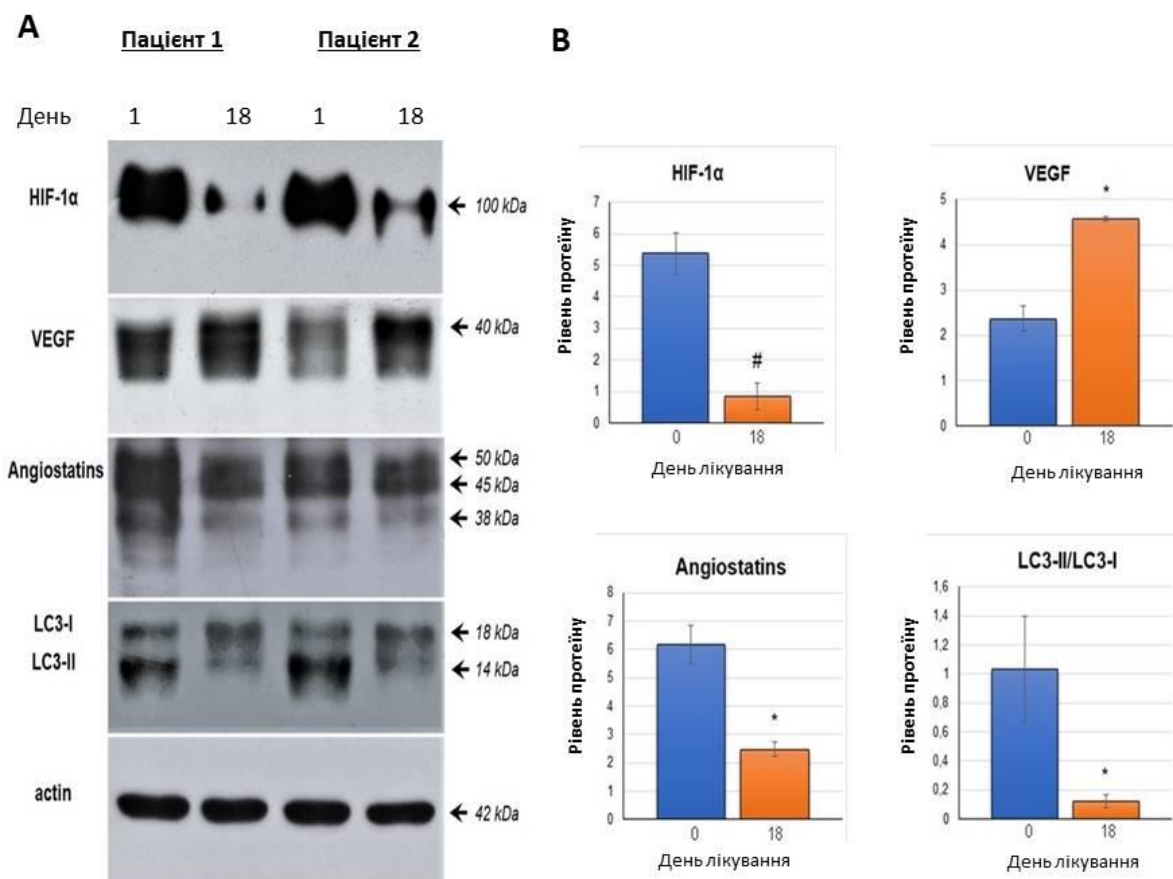 A
Пацієнт 1 Пацієнт 2
День 1 18 1 18
HIF-1α
100 kDa
VEGF
40 kDa
Angiostatins
50 kDa
45 kDa
38 kDa
LC3-I
18 kDa
LC3-II
14 kDa
actin
42 kDa
B
HIF-1α
Рівень протеїну
7
6
5
4
3
2
1
0
#
0 18
День лікування
VEGF
Рівень протеїну
5
4
3
2
1
0
*
0 18
День лікування
Angiostatins
Рівень протеїну
8
7
6
5
4
3
2
1
0
*
0 18
День лікування
LC3-II/LC3-I
Рівень протеїну
1,6
1,4
1,2
1
0,8
0,6
0,4
0,2
0
*
0 18
День лікування